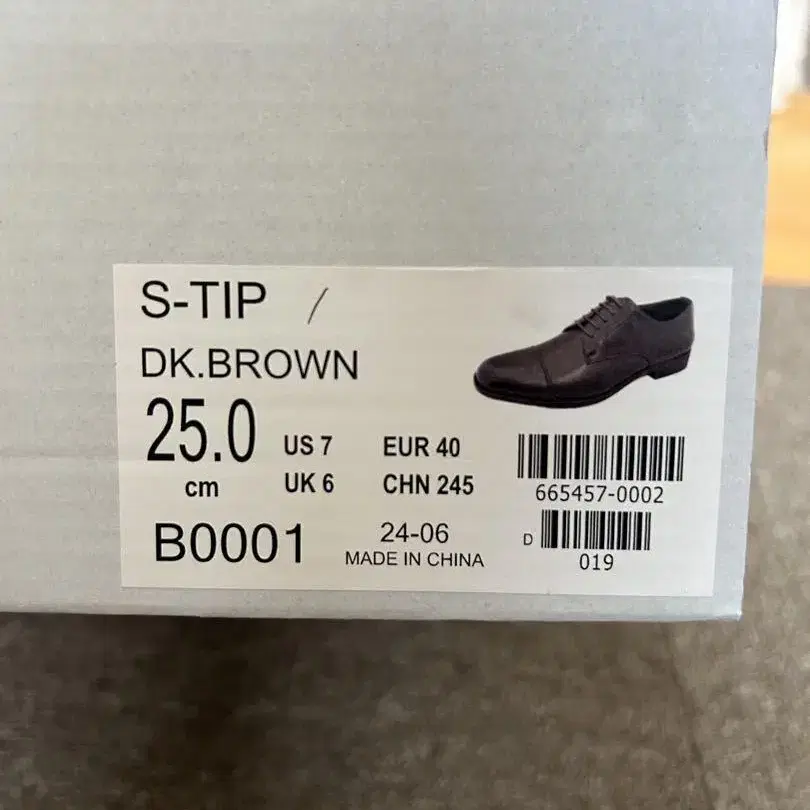 S-TIP /
DK.BROWN
25.0 cm
US 7 EUR 40
UK 6 CHN 245
B0001
24-06
MADE IN CHINA
665457-0002
D
019